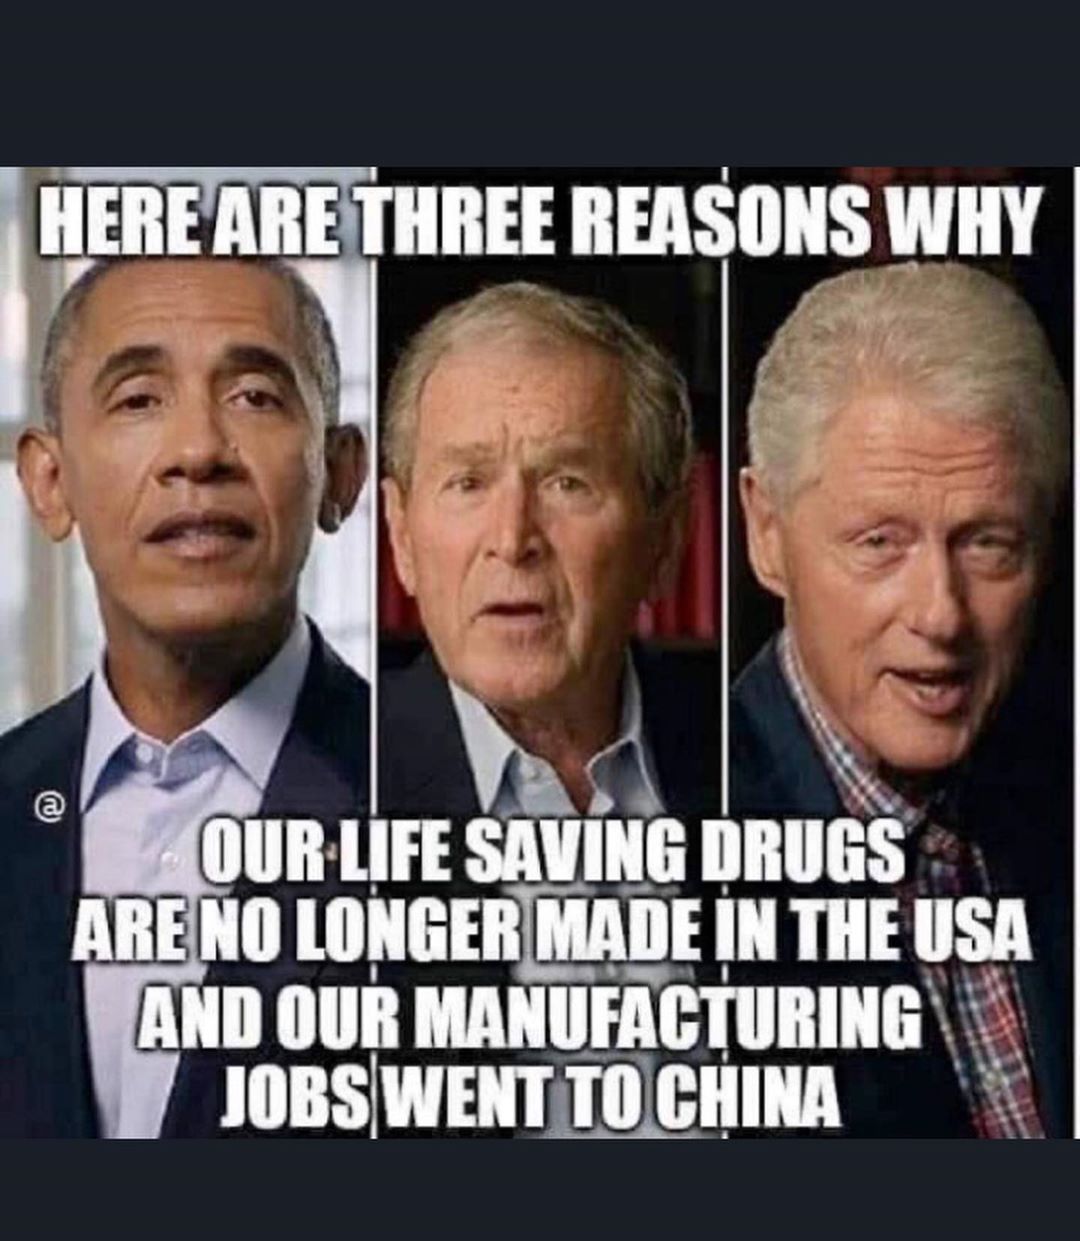 HERE ARE THREE REASONS WHY
@
OUR LIFE SAVING DRUGS
ARE NO LONGER MADE IN THE USA
AND OUR MANUFACTURING
JOBS WENT TO CHINA